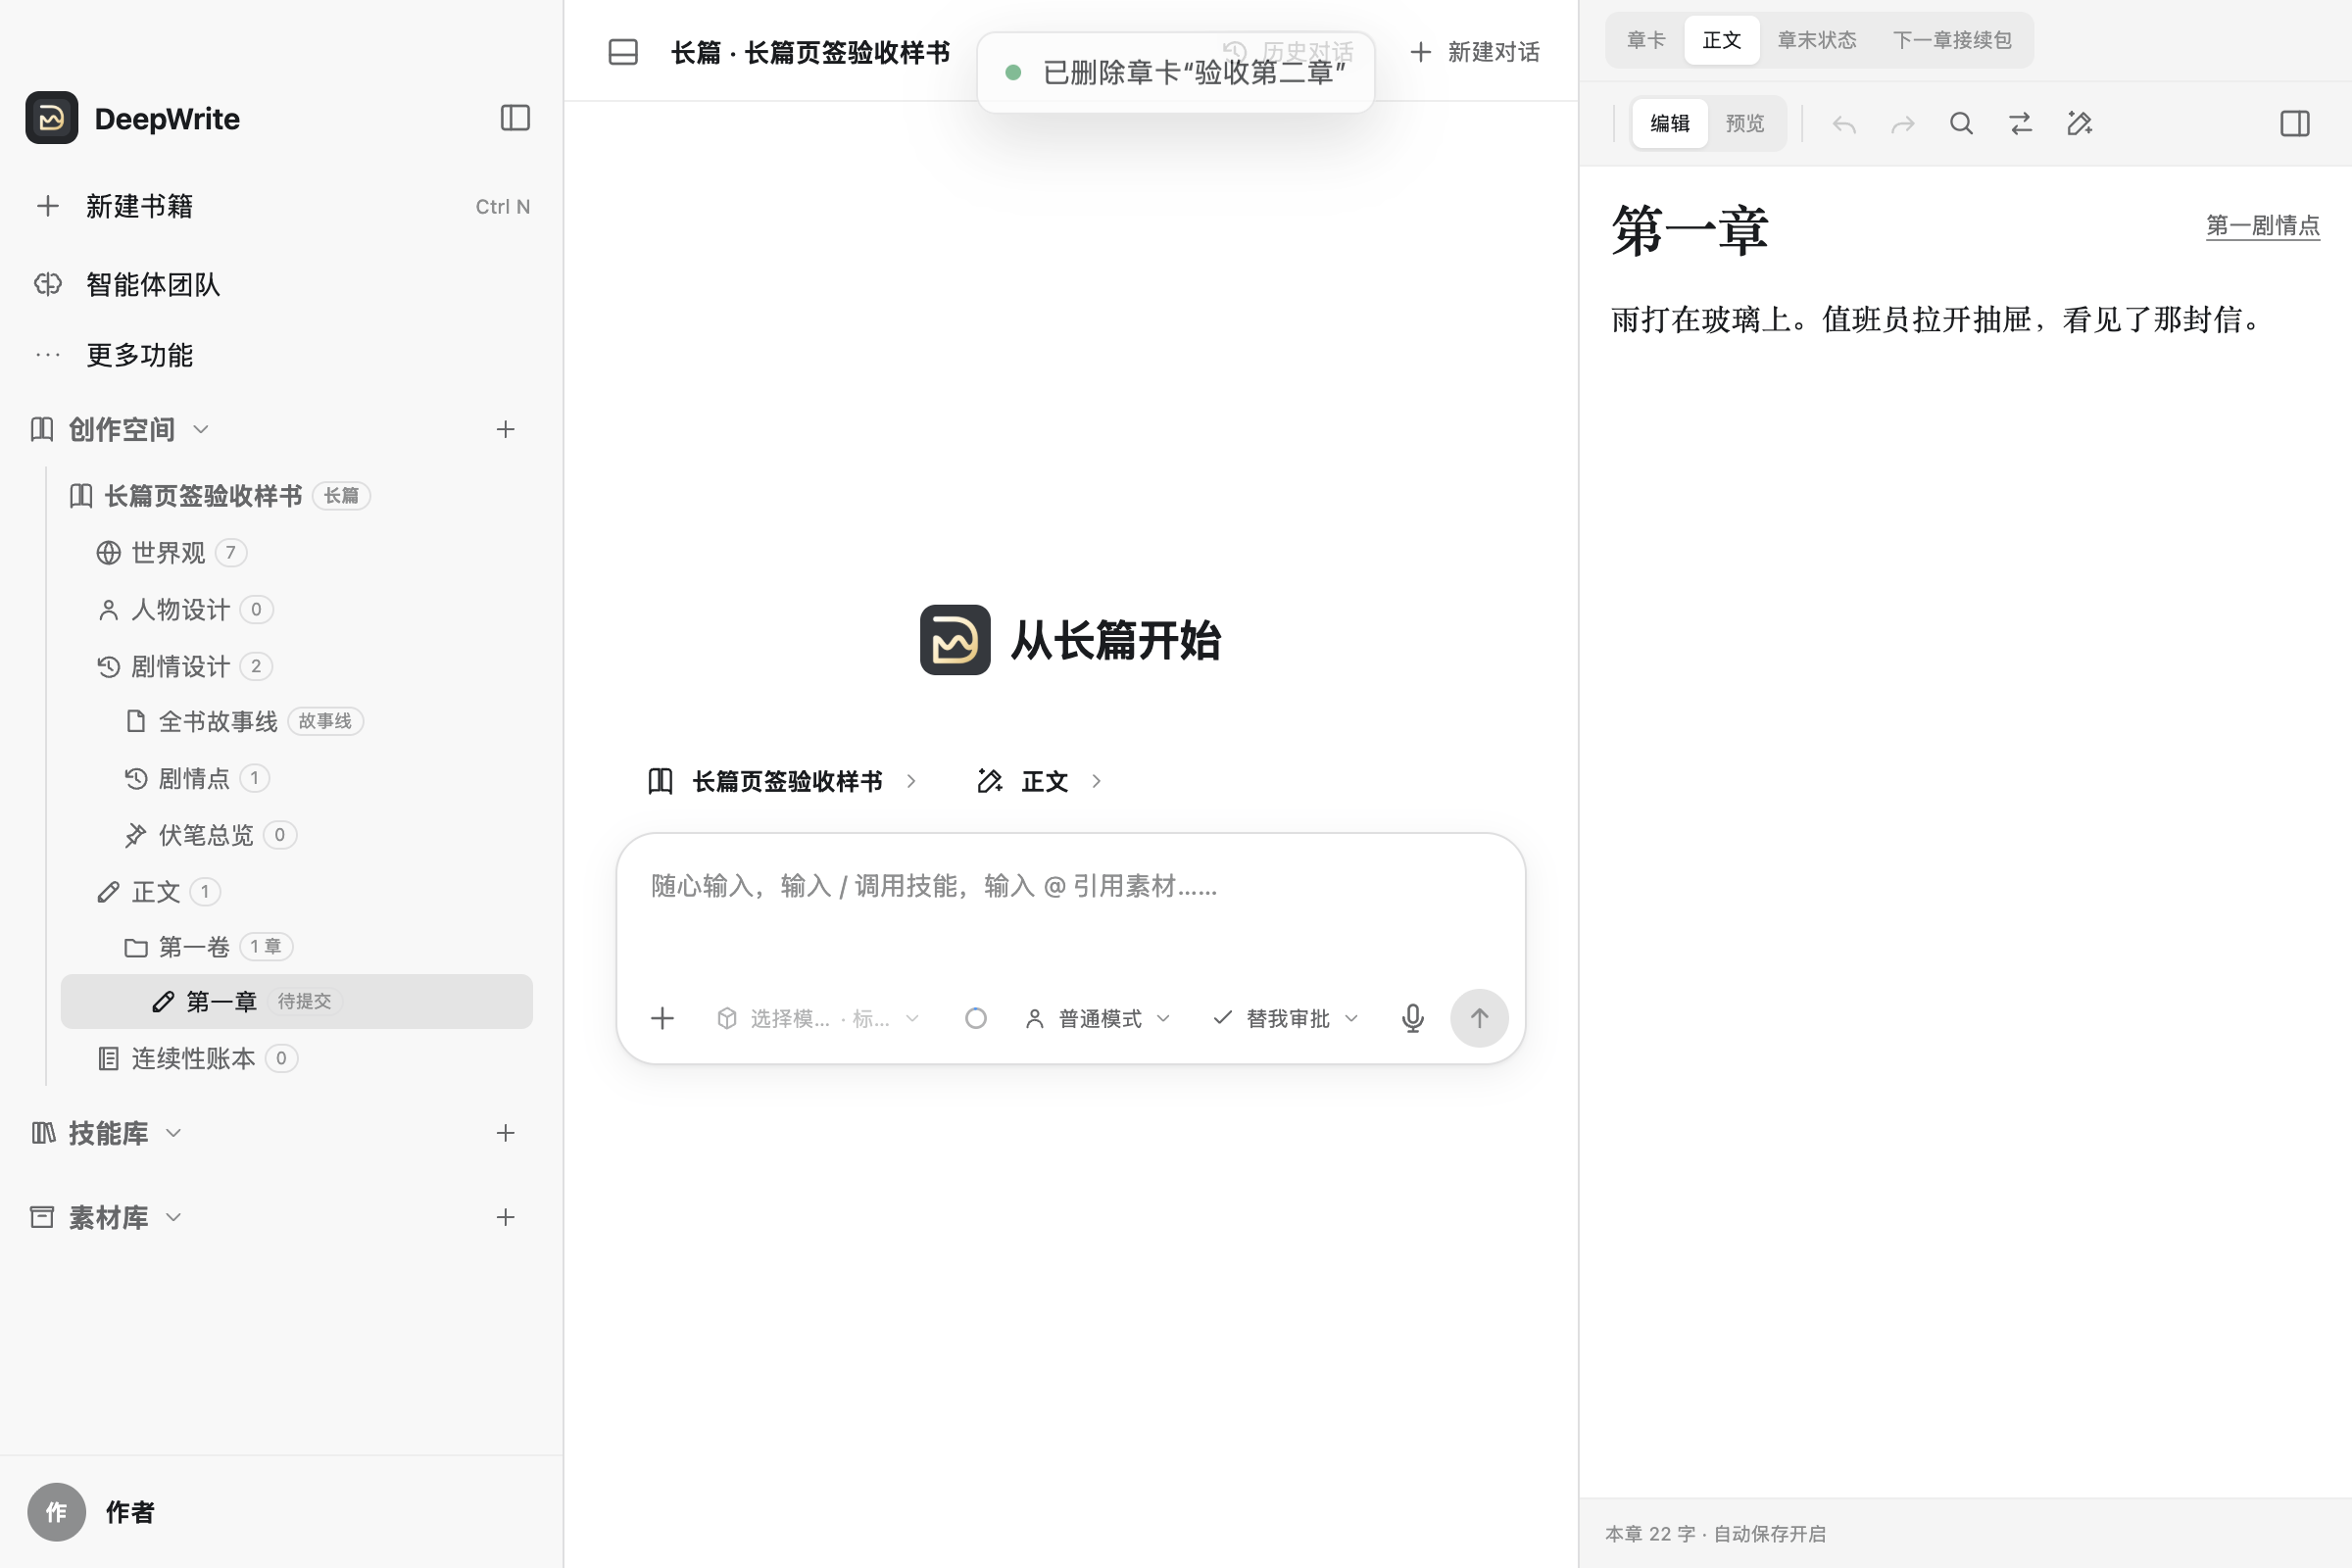 DeepWrite
新建书籍 Ctrl N
智能体团队
更多功能
创作空间
长篇页签验收样书 长篇
世界观 7
人物设计 0
剧情设计 2
全书故事线 故事线
剧情点 1
伏笔总览 0
正文 1
第一卷 1 章
第一章 待提交
连续性账本 0
技能库
素材库
作 作者
长篇 · 长篇页签验收样书
历史对话
新建对话
已删除章卡“验收第二章”
从长篇开始
长篇页签验收样书 正文
随心输入，输入 / 调用技能，输入 @ 引用素材……
选择模... · 标... 普通模式 替我审批
章卡 正文 章末状态 下一章接续包
编辑 预览
第一章
第一剧情点
雨打在玻璃上。值班员拉开抽屉，看见了那封信。
本章 22 字 · 自动保存开启